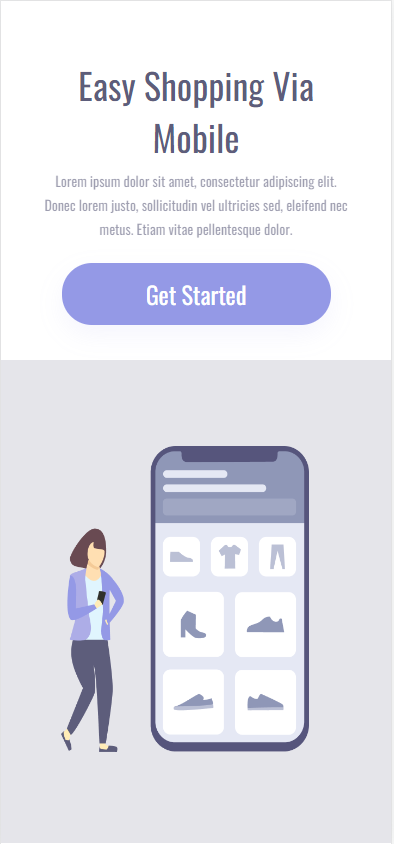 Easy Shopping Via
Mobile
Lorem ipsum dolor sit amet, consectetur adipiscing elit.
Donec lorem justo, sollicitudin vel ultricies sed, eleifend nec
metus. Etiam vitae pellentesque dolor.
Get Started